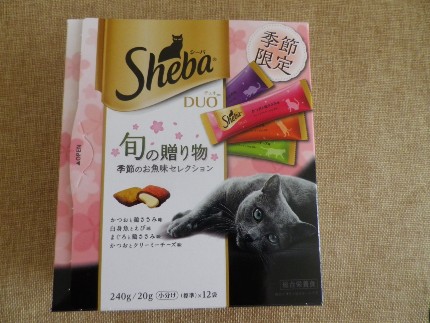 季節
限定
シーバ
Sheba
デュオ
DUO
旬の贈り物
季節のお魚味セレクション
かつおと鶏ささみ味
白身魚とえび味
まぐろと鶏ささみ味
かつおとクリーミーチーズ味
240g/20g 小分け (標準)×12袋
総合栄養食
OPEN
Sheba